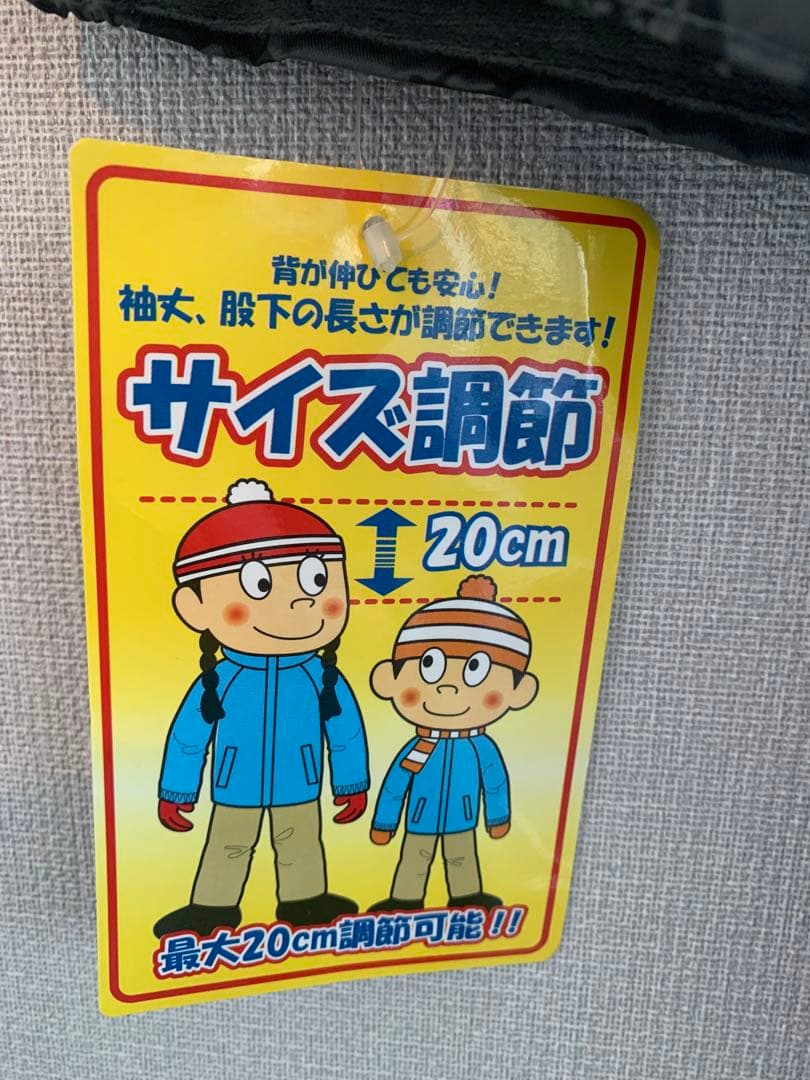 背が伸びても安心!
袖丈、股下の長さが調節できます!
サイズ調節
20cm
最大20cm調節可能!!